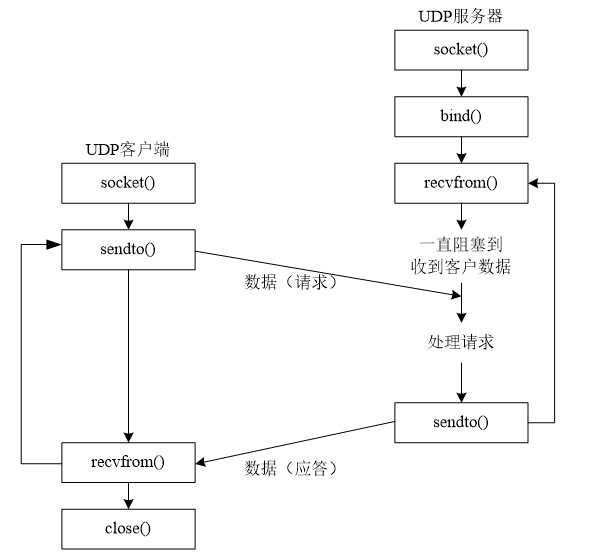 UDP服务器
socket()
bind()
recvfrom()
一直阻塞到
收到客户数据
处理请求
sendto()
UDP客户端
socket()
sendto()
数据（请求）
recvfrom()
数据（应答）
close()